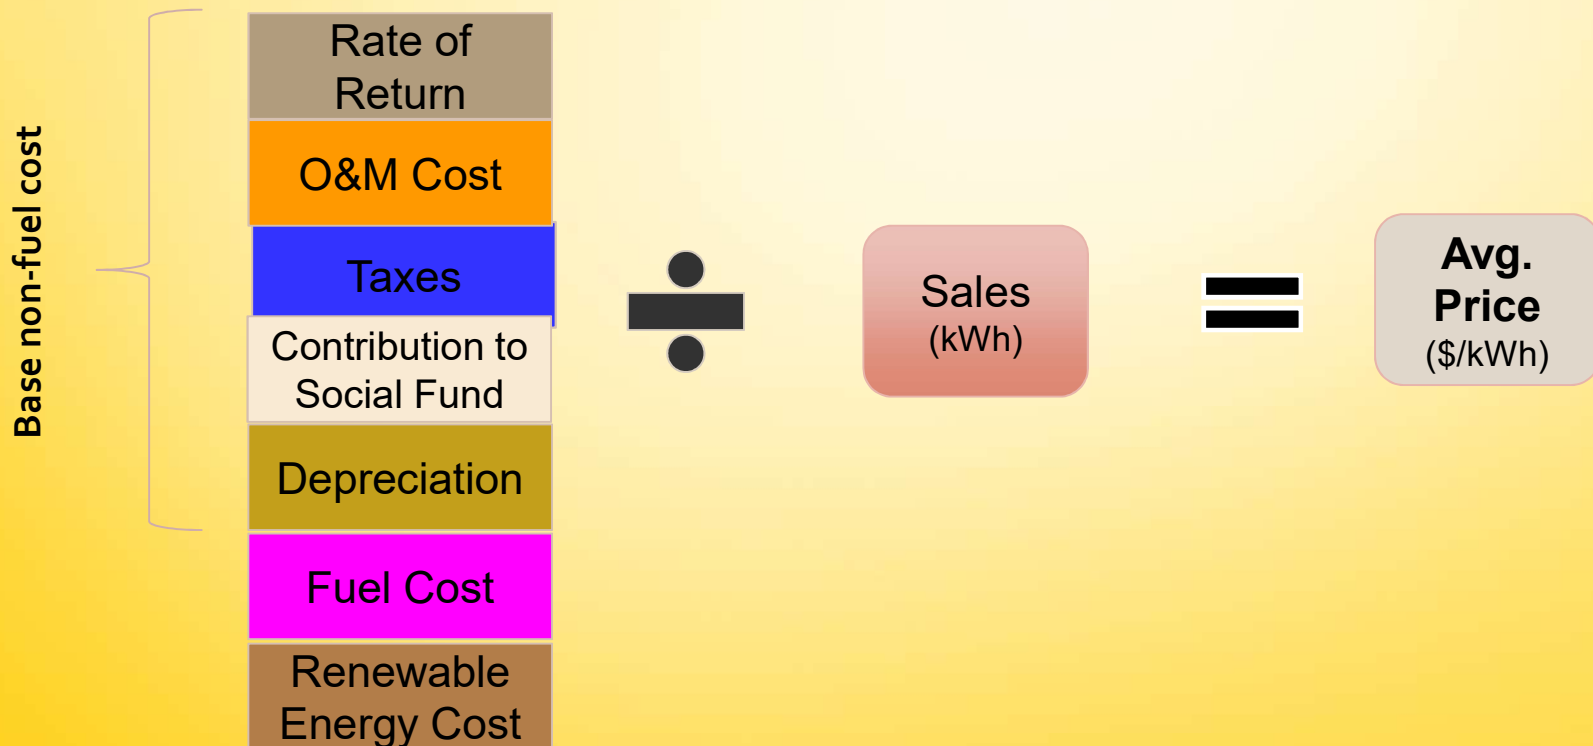 Base non-fuel cost
Rate of
Return
O&M Cost
Taxes
Contribution to
Social Fund
Depreciation
Fuel Cost
Renewable
Energy Cost
Sales
(kWh)
Avg.
Price
($/kWh)